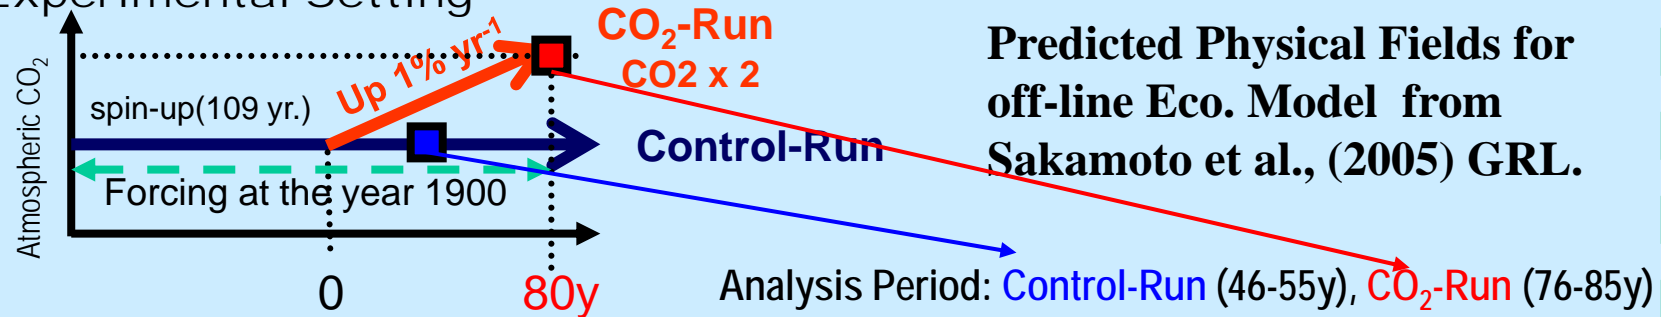 Experimental Setting
Atmospheric CO₂
spin-up(109 yr.)
Up 1% yr⁻¹
CO₂-Run
CO2 x 2
Control-Run
Forcing at the year 1900
0
80y
Predicted Physical Fields for
off-line Eco. Model from
Sakamoto et al., (2005) GRL.
Analysis Period: Control-Run (46-55y), CO₂-Run (76-85y)